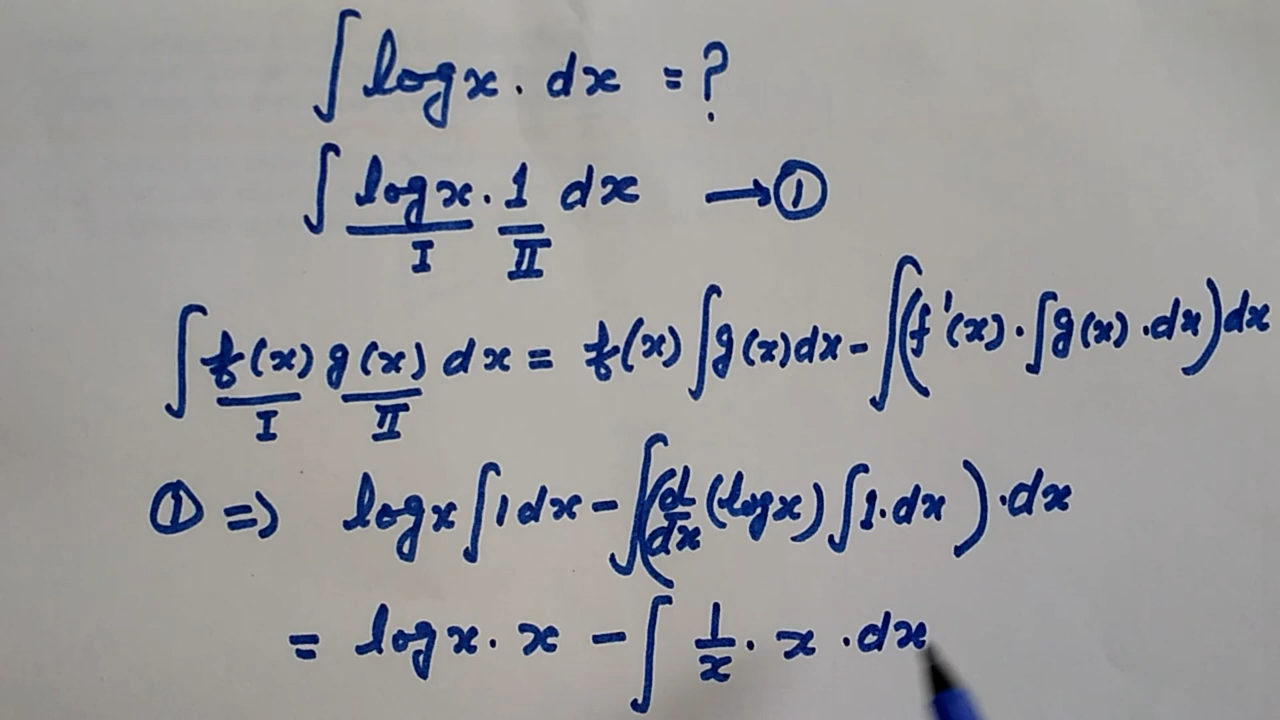 ∫ log x . dx = ?
∫ log x . 1 dx → ①
I II
∫ f(x) g(x) dx = f(x) ∫ g(x) dx - ∫ (f'(x) · ∫ g(x) · dx) dx
I II
① ⇒ log x ∫ 1 dx - ∫ (d/dx (log x) ∫ 1 . dx) · dx
= log x · x - ∫ 1/x · x · dx